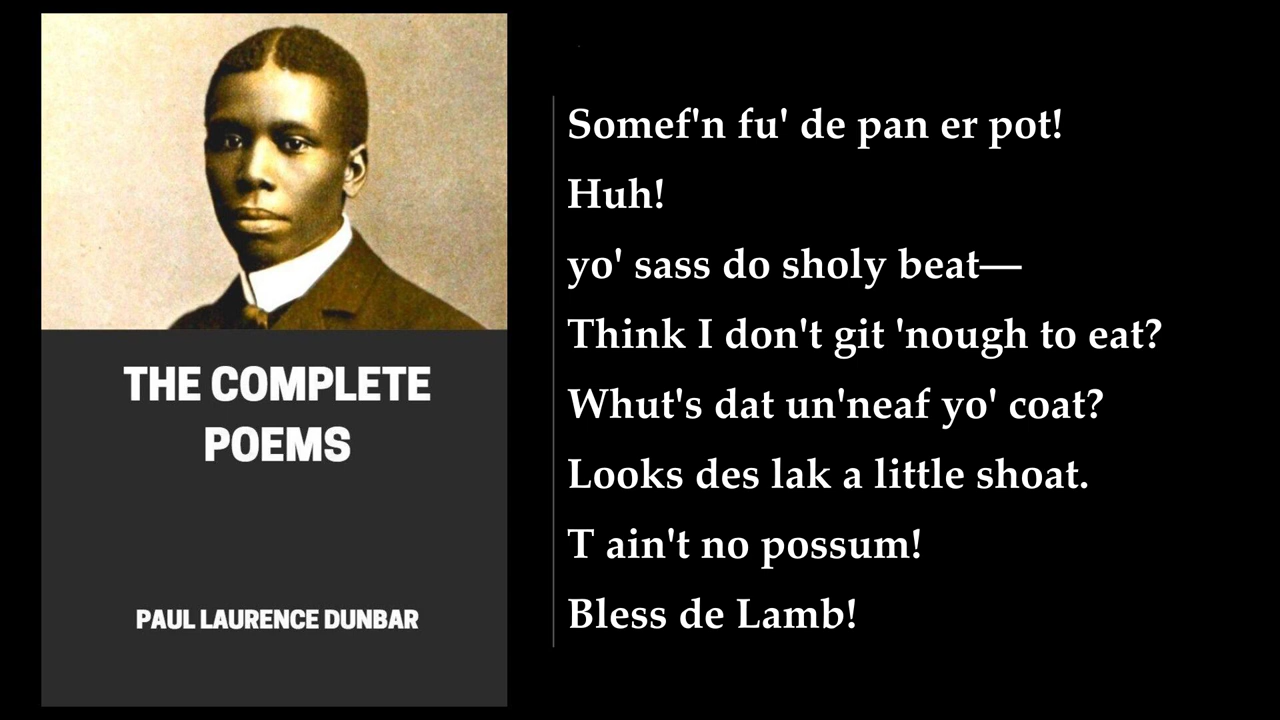 THE COMPLETE
POEMS
PAUL LAURENCE DUNBAR
Somef'n fu' de pan er pot!
Huh!
yo' sass do sholy beat—
Think I don't git 'nough to eat?
Whut's dat un'neaf yo' coat?
Looks des lak a little shoat.
T ain't no possum!
Bless de Lamb!